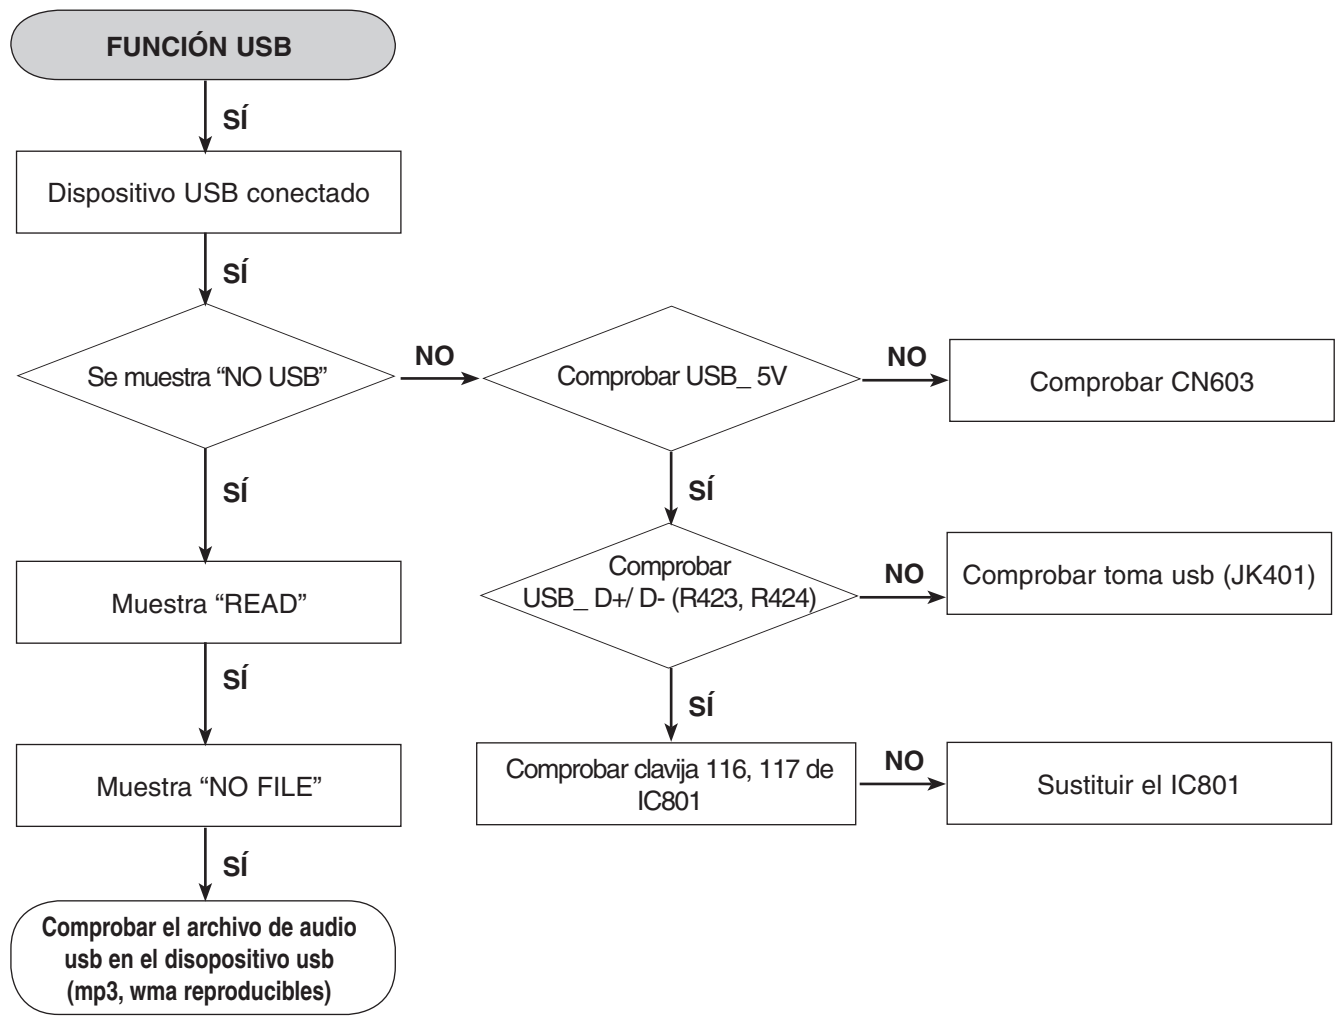 FUNCIÓN USB
SÍ
Dispositivo USB conectado
SÍ
Se muestra “NO USB”
NO
Comprobar USB_ 5V
NO
Comprobar CN603
SÍ
SÍ
Comprobar
USB_ D+/ D- (R423, R424)
NO
Comprobar toma usb (JK401)
Muestra “READ”
SÍ
SÍ
Comprobar clavija 116, 117 de
IC801
NO
Sustituir el IC801
Muestra “NO FILE”
SÍ
Comprobar el archivo de audio
usb en el disopositivo usb
(mp3, wma reproducibles)